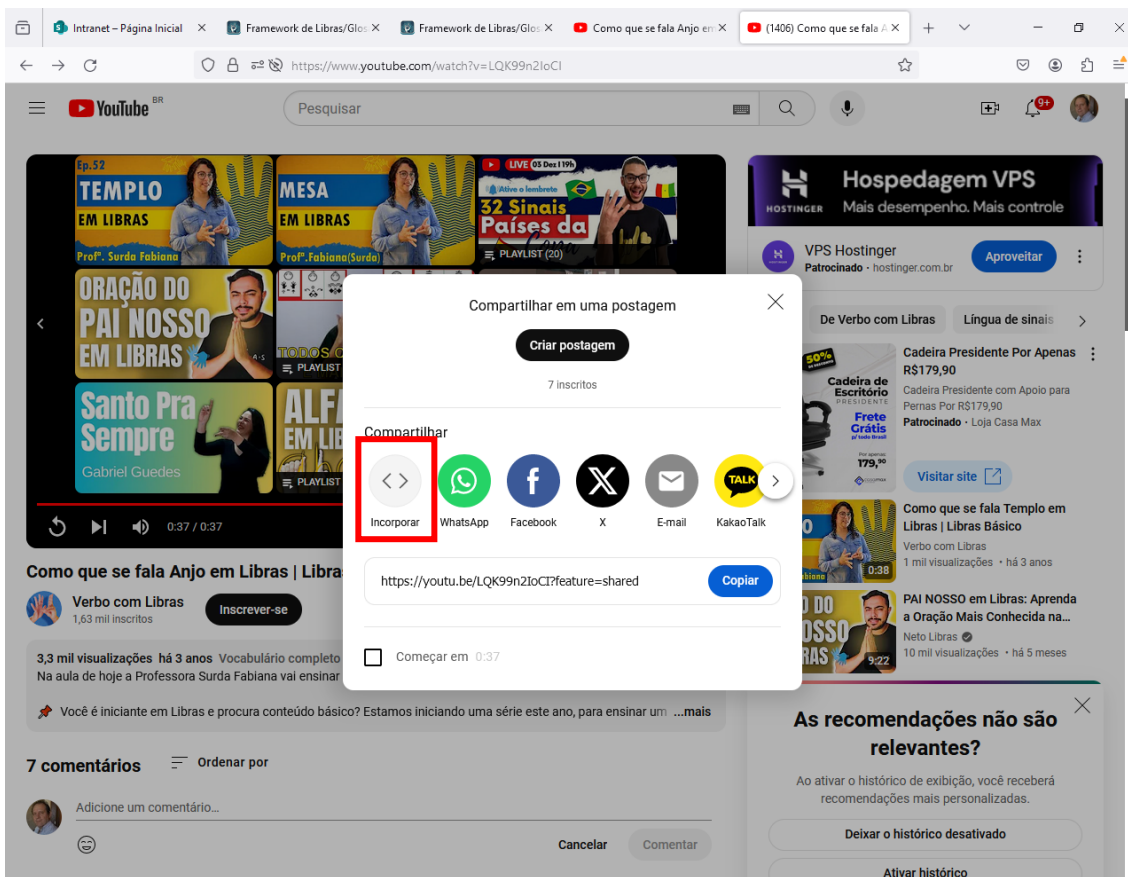 Intranet – Página Inicial
Framework de Libras/Glos
Framework de Libras/Glos
Como que se fala Anjo em
(1406) Como que se fala A
https://www.youtube.com/watch?v=LQK99n2IoCI
YouTube BR
Pesquisar
9+
Ep.52
TEMPLO
EM LIBRAS
Profª. Surda Fabiana
MESA
EM LIBRAS
Profª.Fabiana(Surda)
LIVE 03 Dez | 19h
Ative o lembrete
32 Sinais
Países da
PLAYLIST (20)
ORAÇÃO DO
PAI NOSSO
EM LIBRAS
TODOS O
PLAYLIST
Santo Pra
Sempre
Gabriel Guedes
ALF
EM LIB
PLAYLIST
0:37 / 0:37
Como que se fala Anjo em Libras | Libra
Verbo com Libras
1,63 mil inscritos
Inscrever-se
3,3 mil visualizações há 3 anos Vocabulário completo
Na aula de hoje a Professora Surda Fabiana vai ensinar
Você é iniciante em Libras e procura conteúdo básico? Estamos iniciando uma série este ano, para ensinar um ...mais
7 comentários
Ordenar por
Adicione um comentário...
Cancelar
Comentar
Compartilhar em uma postagem
Criar postagem
7 inscritos
Compartilhar
Incorporar
WhatsApp
Facebook
X
E-mail
TALK
KakaoTalk
https://youtu.be/LQK99n2IoCI?feature=shared
Copiar
Começar em 0:37
HOSTINGER
Hospedagem VPS
Mais desempenho. Mais controle
VPS Hostinger
Patrocinado · hostinger.com.br
Aproveitar
De Verbo com Libras
Língua de sinais
50%
Cadeira de
Escritório
PRESIDENTE
Frete
Grátis
p/ todo Brasil
Por apenas
179,90
Cadeira Presidente Por Apenas
R$179,90
Cadeira Presidente com Apoio para
Pernas Por R$179,90
Patrocinado · Loja Casa Max
Visitar site
0:38
Como que se fala Templo em
Libras | Libras Básico
Verbo com Libras
1 mil visualizações · há 3 anos
9:22
PAI NOSSO em Libras: Aprenda
a Oração Mais Conhecida na...
Neto Libras
10 mil visualizações · há 5 meses
As recomendações não são
relevantes?
Ao ativar o histórico de exibição, você receberá
recomendações mais personalizadas.
Deixar o histórico desativado
Ativar histórico